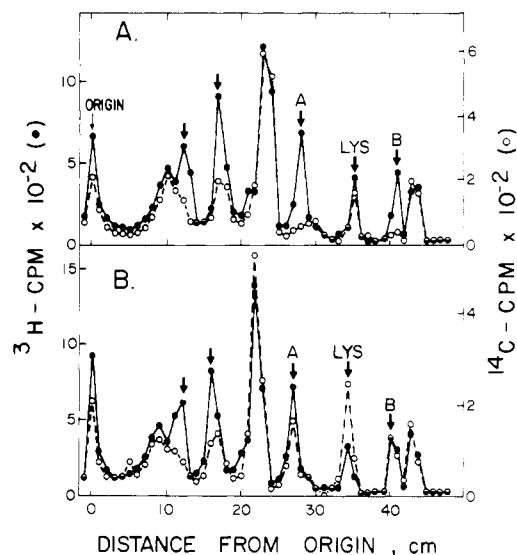 A.
ORIGIN
A
LYS
B
10
5
0
6
4
2
0
B.
A
LYS
B
15
10
5
0
4
2
0
³H-CPM x 10⁻² (●)
¹⁴C-CPM x 10⁻² (○)
0 10 20 30 40 50
DISTANCE FROM ORIGIN, cm